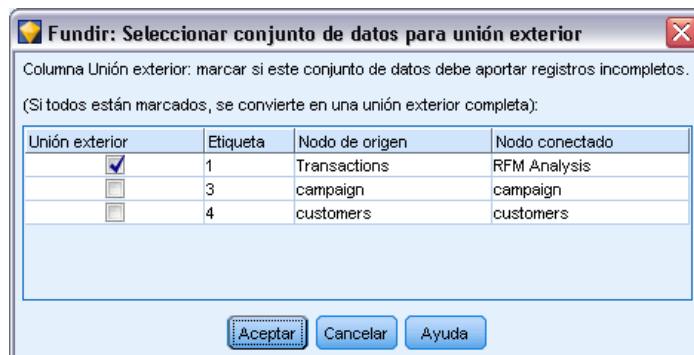 Fundir: Seleccionar conjunto de datos para unión exterior
Columna Unión exterior: marcar si este conjunto de datos debe aportar registros incompletos.
(Si todos están marcados, se convierte en una unión exterior completa):
Unión exterior Etiqueta Nodo de origen Nodo conectado
1 Transactions RFM Analysis
3 campaign campaign
4 customers customers
Aceptar Cancelar Ayuda